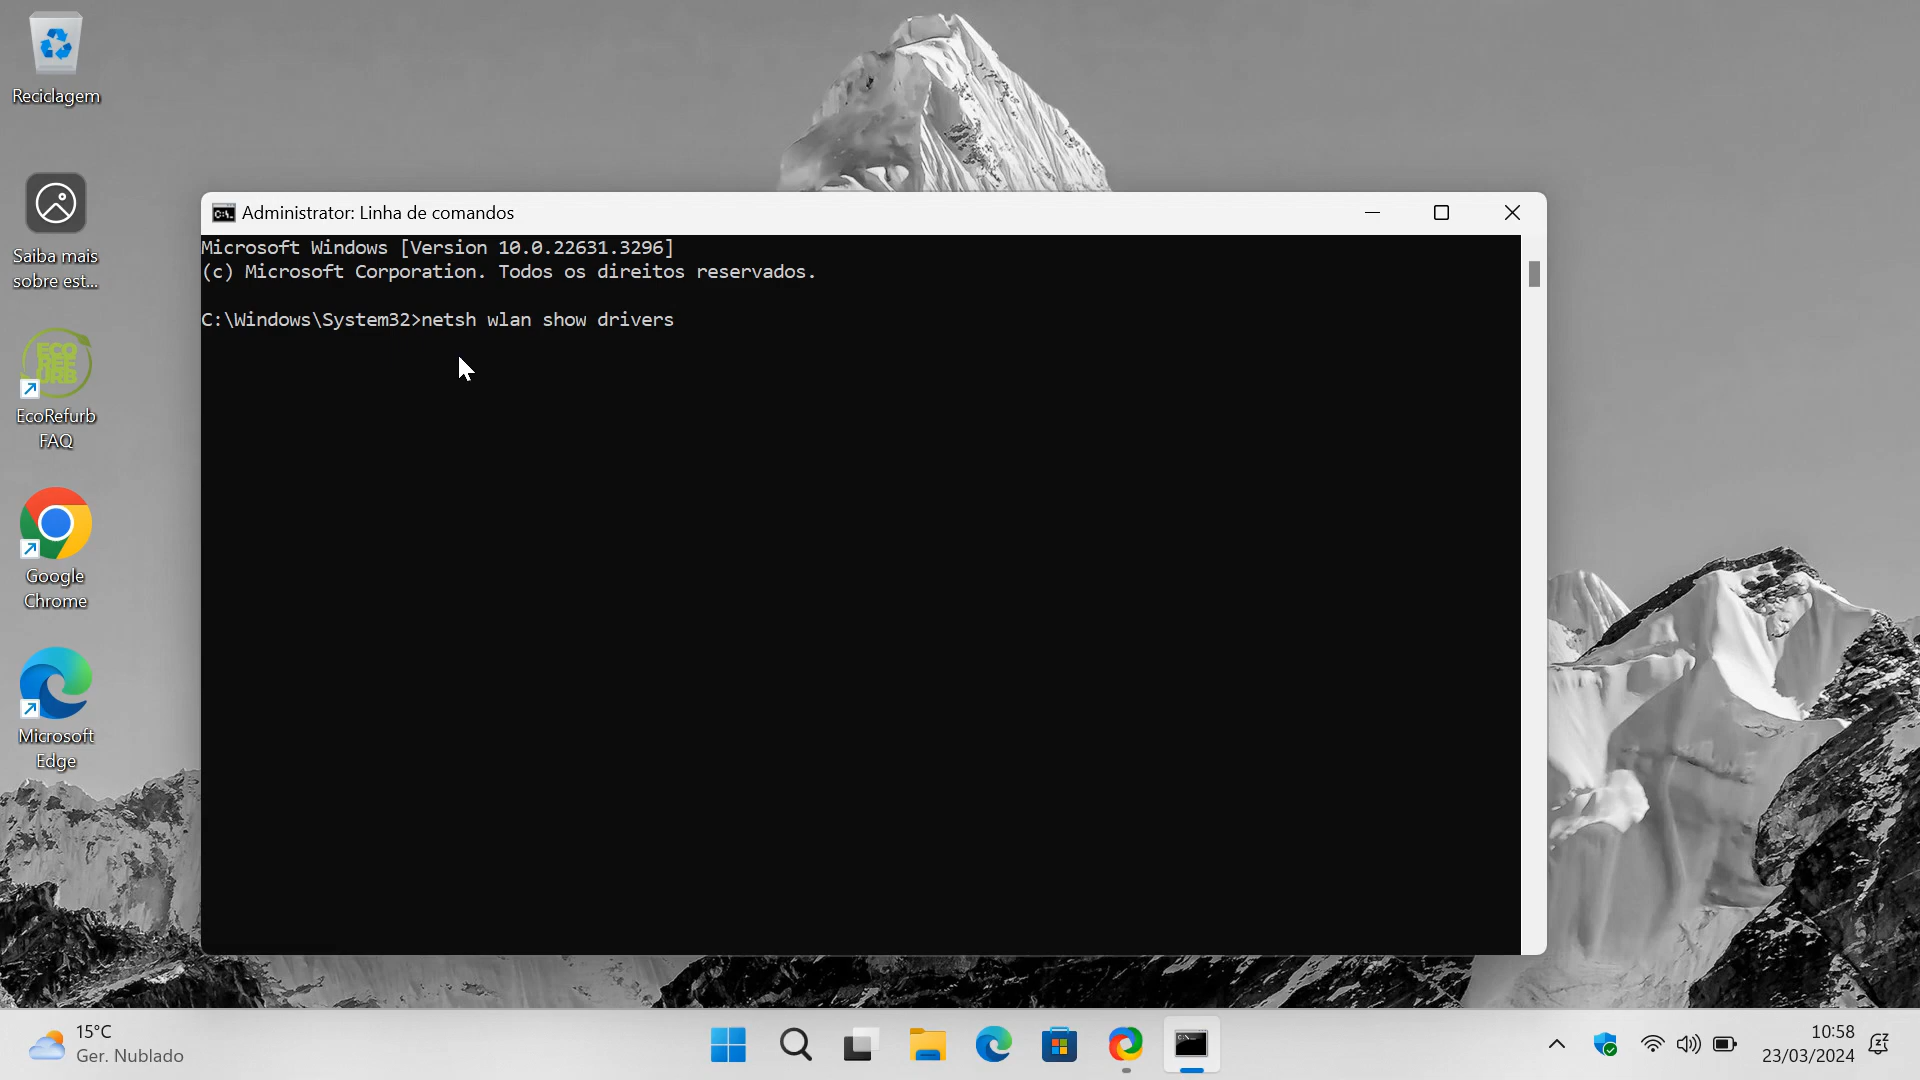 Reciclagem
Saiba mais
sobre est...
ECO
REF
URB
EcoRefurb
FAQ
Google
Chrome
Microsoft
Edge
Administrator: Linha de comandos
Microsoft Windows [Version 10.0.22631.3296]
(c) Microsoft Corporation. Todos os direitos reservados.
C:\Windows\System32>netsh wlan show drivers
15°C
Ger. Nublado
10:58
23/03/2024